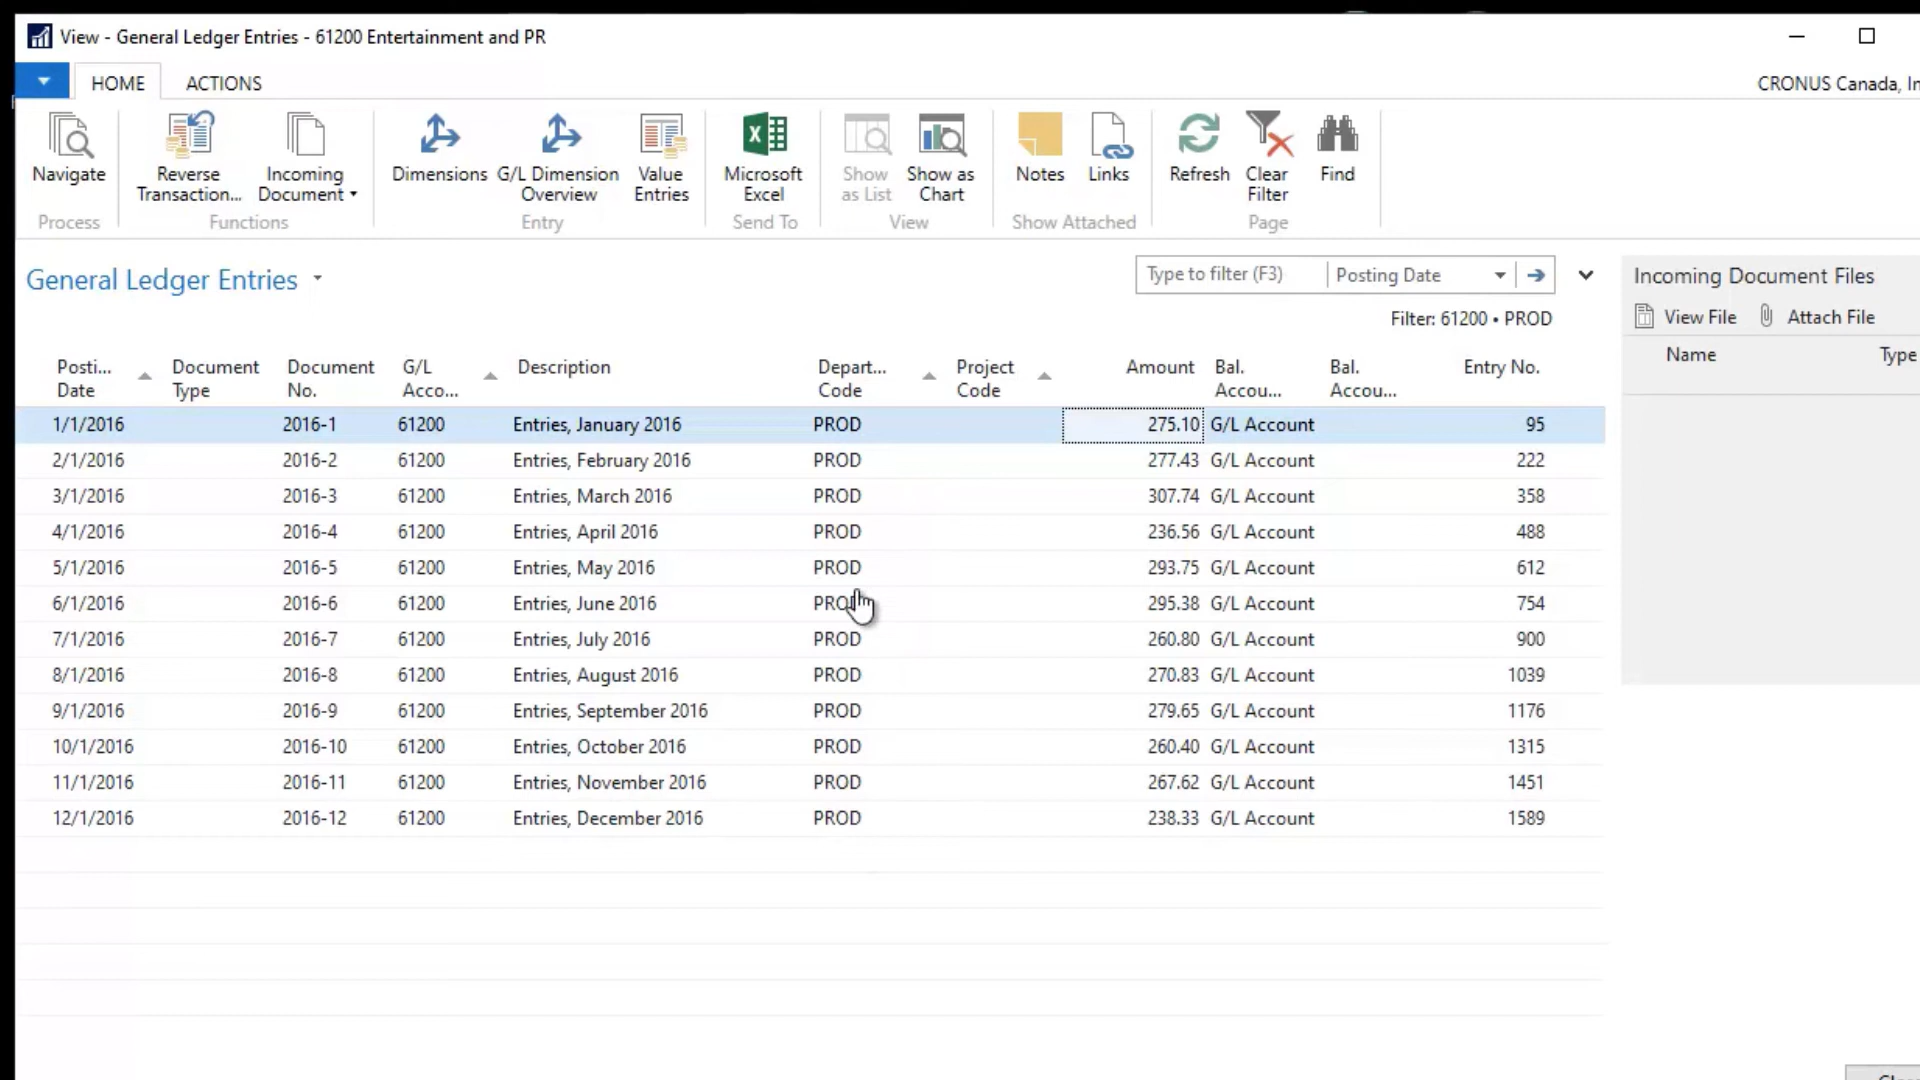 View - General Ledger Entries - 61200 Entertainment and PR
HOME ACTIONS
CRONUS Canada, In
Navigate
Reverse Transaction...
Incoming Document
Dimensions
G/L Dimension Overview
Value Entries
Microsoft Excel
Show as List
Show as Chart
Notes
Links
Refresh
Clear Filter
Find
Process Functions Entry Send To View Show Attached Page
General Ledger Entries
Type to filter (F3) Posting Date
Filter: 61200 • PROD
Incoming Document Files
View File Attach File
Name Type
Posti... Date
Document Type
Document No.
G/L Acco...
Description
Depart... Code
Project Code
Amount
Bal. Accou...
Bal. Accou...
Entry No.
1/1/2016 2016-1 61200 Entries, January 2016 PROD 275.10 G/L Account 95
2/1/2016 2016-2 61200 Entries, February 2016 PROD 277.43 G/L Account 222
3/1/2016 2016-3 61200 Entries, March 2016 PROD 307.74 G/L Account 358
4/1/2016 2016-4 61200 Entries, April 2016 PROD 236.56 G/L Account 488
5/1/2016 2016-5 61200 Entries, May 2016 PROD 293.75 G/L Account 612
6/1/2016 2016-6 61200 Entries, June 2016 PROD 295.38 G/L Account 754
7/1/2016 2016-7 61200 Entries, July 2016 PROD 260.80 G/L Account 900
8/1/2016 2016-8 61200 Entries, August 2016 PROD 270.83 G/L Account 1039
9/1/2016 2016-9 61200 Entries, September 2016 PROD 279.65 G/L Account 1176
10/1/2016 2016-10 61200 Entries, October 2016 PROD 260.40 G/L Account 1315
11/1/2016 2016-11 61200 Entries, November 2016 PROD 267.62 G/L Account 1451
12/1/2016 2016-12 61200 Entries, December 2016 PROD 238.33 G/L Account 1589